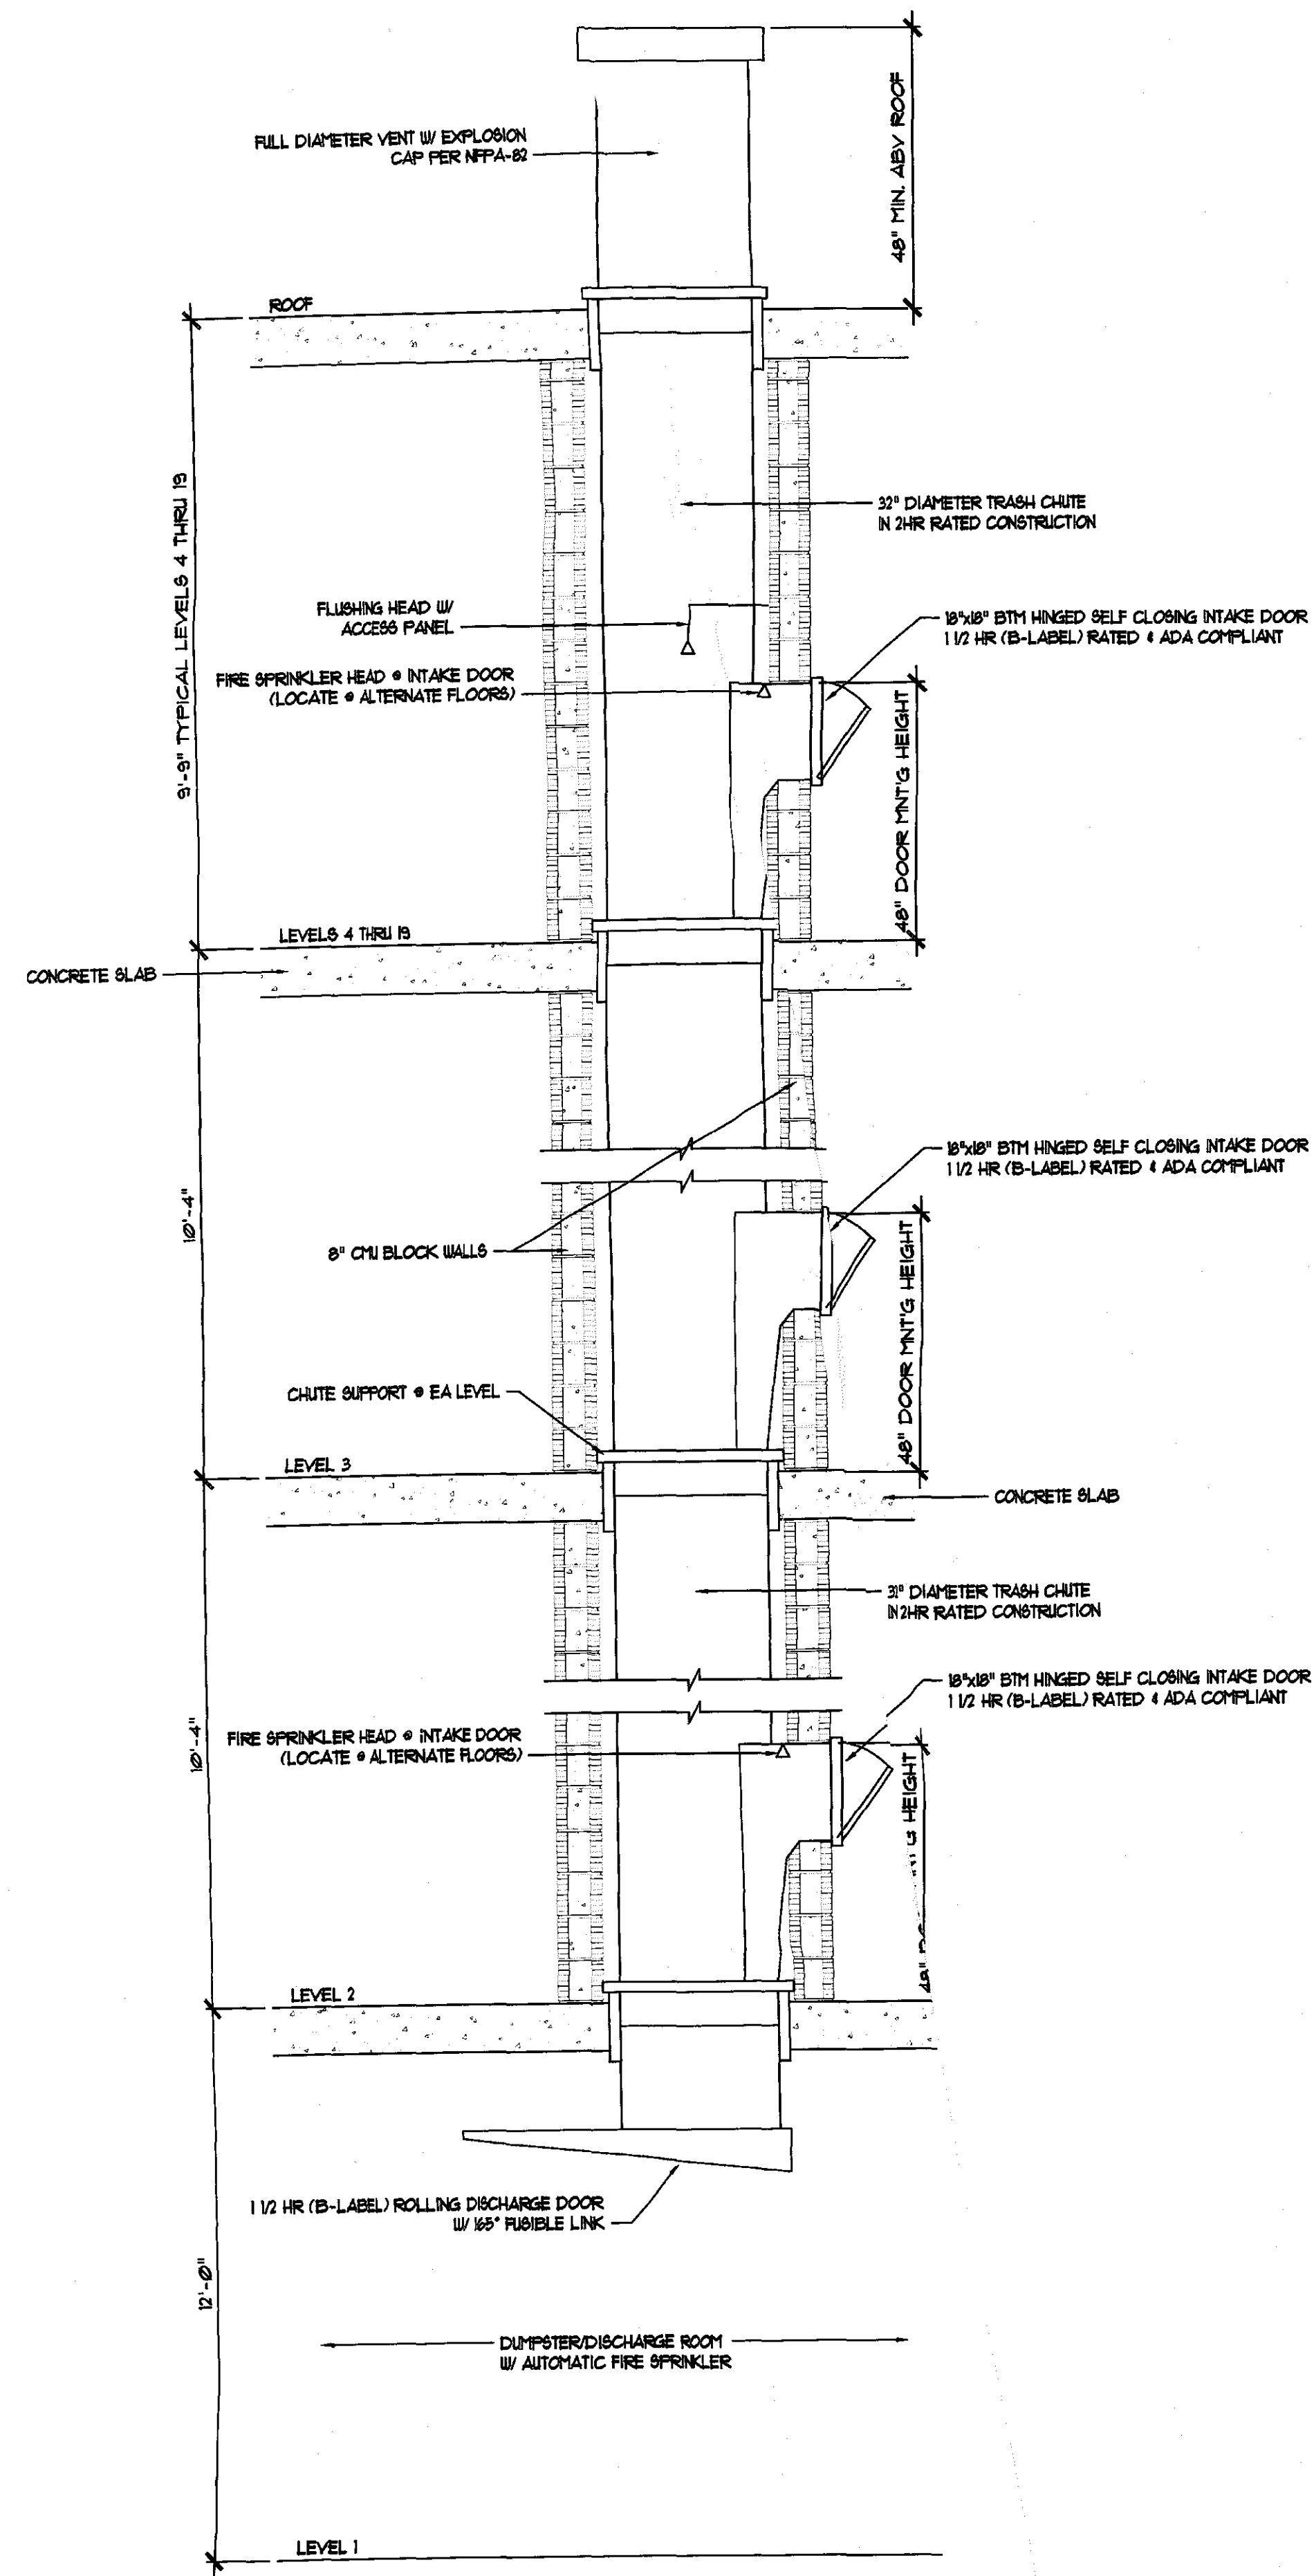 FULL DIAMETER VENT W/ EXPLOSION
CAP PER NFPA-82
48" MIN. ABV ROOF
ROOF
9'-9" TYPICAL LEVELS 4 THRU 19
32" DIAMETER TRASH CHUTE
IN 2HR RATED CONSTRUCTION
FLUSHING HEAD W/
ACCESS PANEL
18"x18" BTM HINGED SELF CLOSING INTAKE DOOR
1 1/2 HR (B-LABEL) RATED & ADA COMPLIANT
FIRE SPRINKLER HEAD @ INTAKE DOOR
(LOCATE @ ALTERNATE FLOORS)
48" DOOR MNT'G HEIGHT
LEVELS 4 THRU 19
CONCRETE SLAB
10'-4"
18"x18" BTM HINGED SELF CLOSING INTAKE DOOR
1 1/2 HR (B-LABEL) RATED & ADA COMPLIANT
8" CMU BLOCK WALLS
48" DOOR MNT'G HEIGHT
CHUTE SUPPORT @ EA LEVEL
LEVEL 3
CONCRETE SLAB
31" DIAMETER TRASH CHUTE
IN 2HR RATED CONSTRUCTION
10'-4"
18"x18" BTM HINGED SELF CLOSING INTAKE DOOR
1 1/2 HR (B-LABEL) RATED & ADA COMPLIANT
FIRE SPRINKLER HEAD @ INTAKE DOOR
(LOCATE @ ALTERNATE FLOORS)
48" HEIGHT
LEVEL 2
1 1/2 HR (B-LABEL) ROLLING DISCHARGE DOOR
W/ 165° FUSIBLE LINK
12'-0"
DUMPSTER/DISCHARGE ROOM
W/ AUTOMATIC FIRE SPRINKLER
LEVEL 1